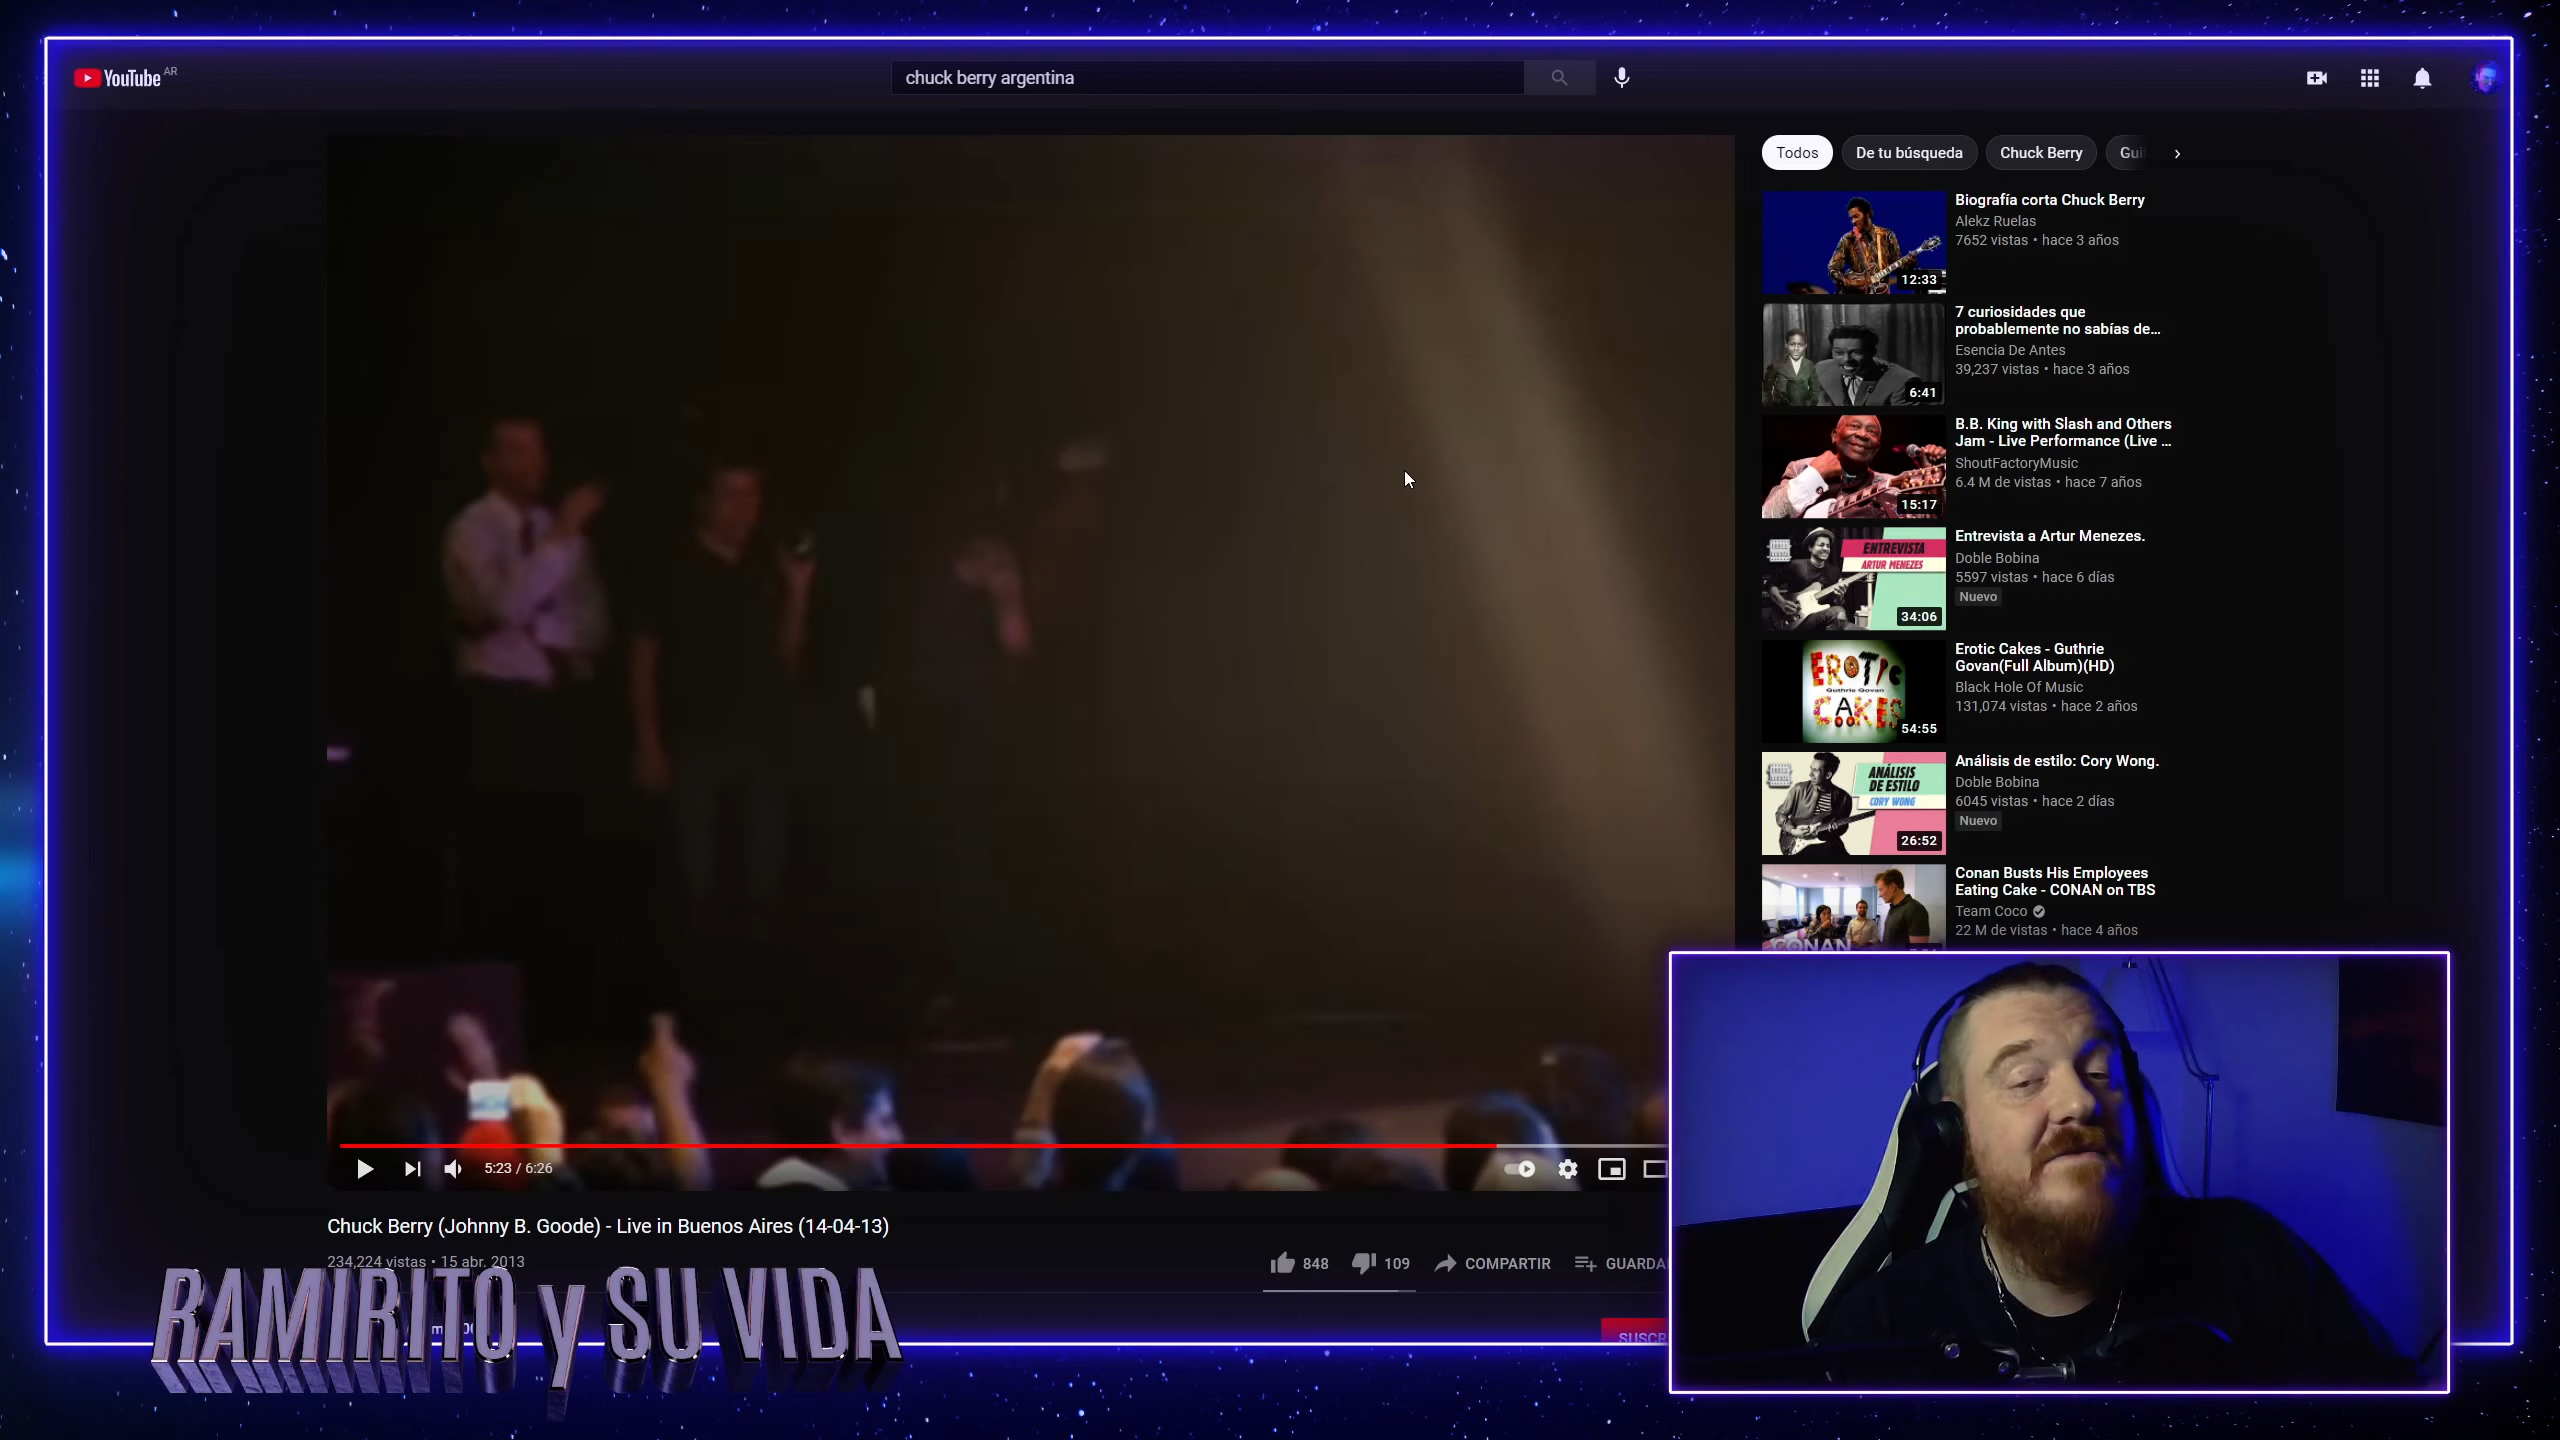 YouTube AR
chuck berry argentina
Todos
De tu búsqueda
Chuck Berry
Biografía corta Chuck Berry
Alekz Ruelas
7652 vistas • hace 3 años
12:33
7 curiosidades que
probablemente no sabías de...
Esencia De Antes
39,237 vistas • hace 3 años
6:41
B.B. King with Slash and Others
Jam - Live Performance (Live ...
ShoutFactoryMusic
6.4 M de vistas • hace 7 años
15:17
ENTREVISTA
ARTUR MENEZES
34:06
Entrevista a Artur Menezes.
Doble Bobina
5597 vistas • hace 6 días
Nuevo
EROTIC
Guthrie Govan
CAKES
54:55
Erotic Cakes - Guthrie
Govan(Full Album)(HD)
Black Hole Of Music
131,074 vistas • hace 2 años
ANÁLISIS
DE ESTILO
CORY WONG
26:52
Análisis de estilo: Cory Wong.
Doble Bobina
6045 vistas • hace 2 días
Nuevo
CONAN
Conan Busts His Employees
Eating Cake - CONAN on TBS
Team Coco
22 M de vistas • hace 4 años
5:23 / 6:26
Chuck Berry (Johnny B. Goode) - Live in Buenos Aires (14-04-13)
234,224 vistas • 15 abr. 2013
848
109
COMPARTIR
GUARDA
SUSCR
RAMIRITO y SU VIDA